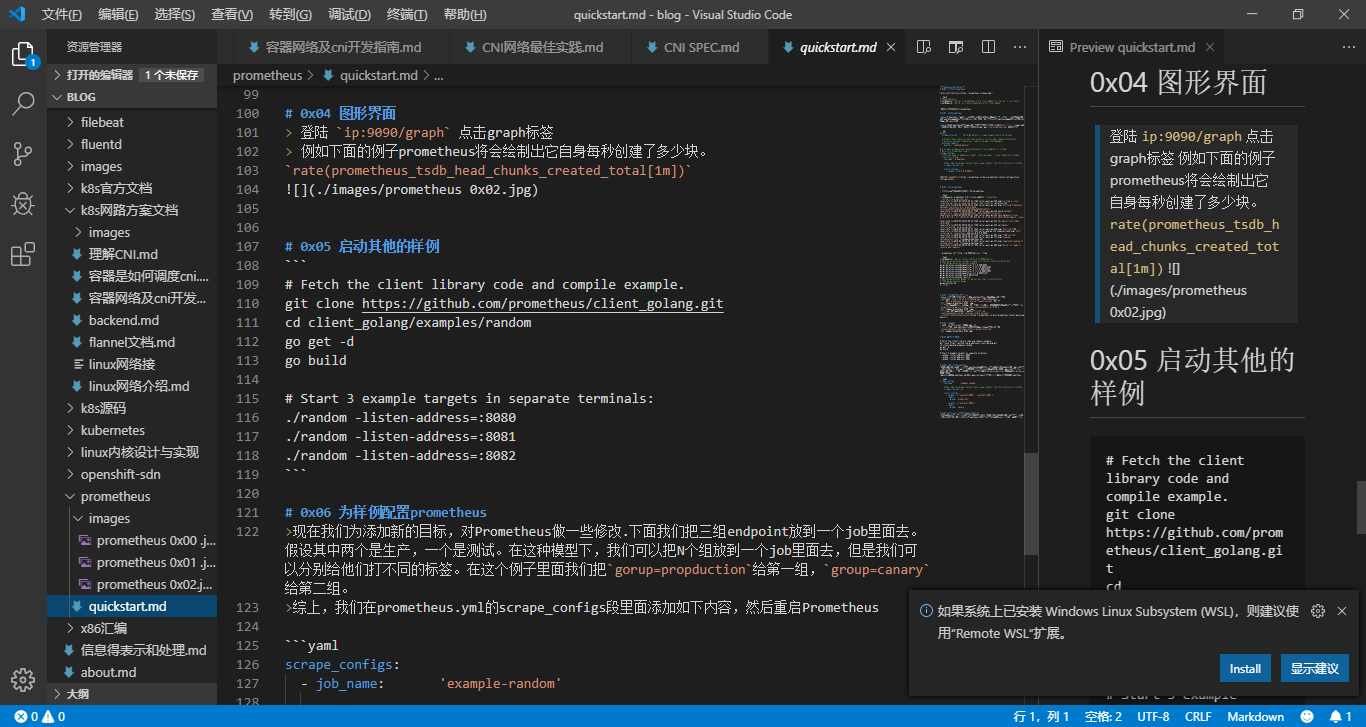 文件(F) 编辑(E) 选择(S) 查看(V) 转到(G) 调试(D) 终端(T) 帮助(H)
quickstart.md - blog - Visual Studio Code
资源管理器
打开的编辑器 1 个未保存
BLOG
filebeat
fluentd
images
k8s官方文档
k8s网路方案文档
images
理解CNI.md
容器是如何调度cni....
容器网络及cni开发...
backend.md
flannel文档.md
linux网络接
linux网络介绍.md
k8s源码
kubernetes
linux内核设计与实现
openshift-sdn
prometheus
images
prometheus 0x00 .j...
prometheus 0x01 .j...
prometheus 0x02.j...
quickstart.md
x86汇编
信息得表示和处理.md
about.md
大纲
1
容器网络及cni开发指南.md
CNI网络最佳实践.md
CNI SPEC.md
quickstart.md
prometheus > quickstart.md > ...
99
100 # 0x04 图形界面
101 > 登陆 `ip:9090/graph` 点击graph标签
102 > 例如下面的例子prometheus将会绘制出它自身每秒创建了多少块。
103 `rate(prometheus_tsdb_head_chunks_created_total[1m])`
104 ![](./images/prometheus 0x02.jpg)
105
106
107 # 0x05 启动其他的样例
108 ```
109 # Fetch the client library code and compile example.
110 git clone https://github.com/prometheus/client_golang.git
111 cd client_golang/examples/random
112 go get -d
113 go build
114
115 # Start 3 example targets in separate terminals:
116 ./random -listen-address=:8080
117 ./random -listen-address=:8081
118 ./random -listen-address=:8082
119 ```
120
121 # 0x06 为样例配置prometheus
122 >现在我们为添加新的目标，对Prometheus做一些修改.下面我们把三组endpoint放到一个job里面去。
假设其中两个是生产，一个是测试。在这种模型下，我们可以把N个组放到一个job里面去，但是我们可
以分别给他们打不同的标签。在这个例子里面我们把`gorup=propduction`给第一组，`group=canary`
给第二组。
123 >综上，我们在prometheus.yml的scrape_configs段里面添加如下内容，然后重启Prometheus
124
125 ```yaml
126 scrape_configs:
127 - job_name: 'example-random'
128
Preview quickstart.md
0x04 图形界面
登陆 ip:9090/graph 点击
graph标签 例如下面的例子
prometheus将会绘制出它
自身每秒创建了多少块。
rate(prometheus_tsdb_h
ead_chunks_created_tot
al[1m]) ![]
(./images/prometheus
0x02.jpg)
0x05 启动其他的
样例
# Fetch the client
library code and
compile example.
git clone
https://github.com/prom
etheus/client_golang.gi
t
cd
# Start 3 example
如果系统上已安装 Windows Linux Subsystem (WSL)，则建议使
用“Remote WSL”扩展。
Install 显示建议
0 0
行 1，列 1 空格: 2 UTF-8 CRLF Markdown 1